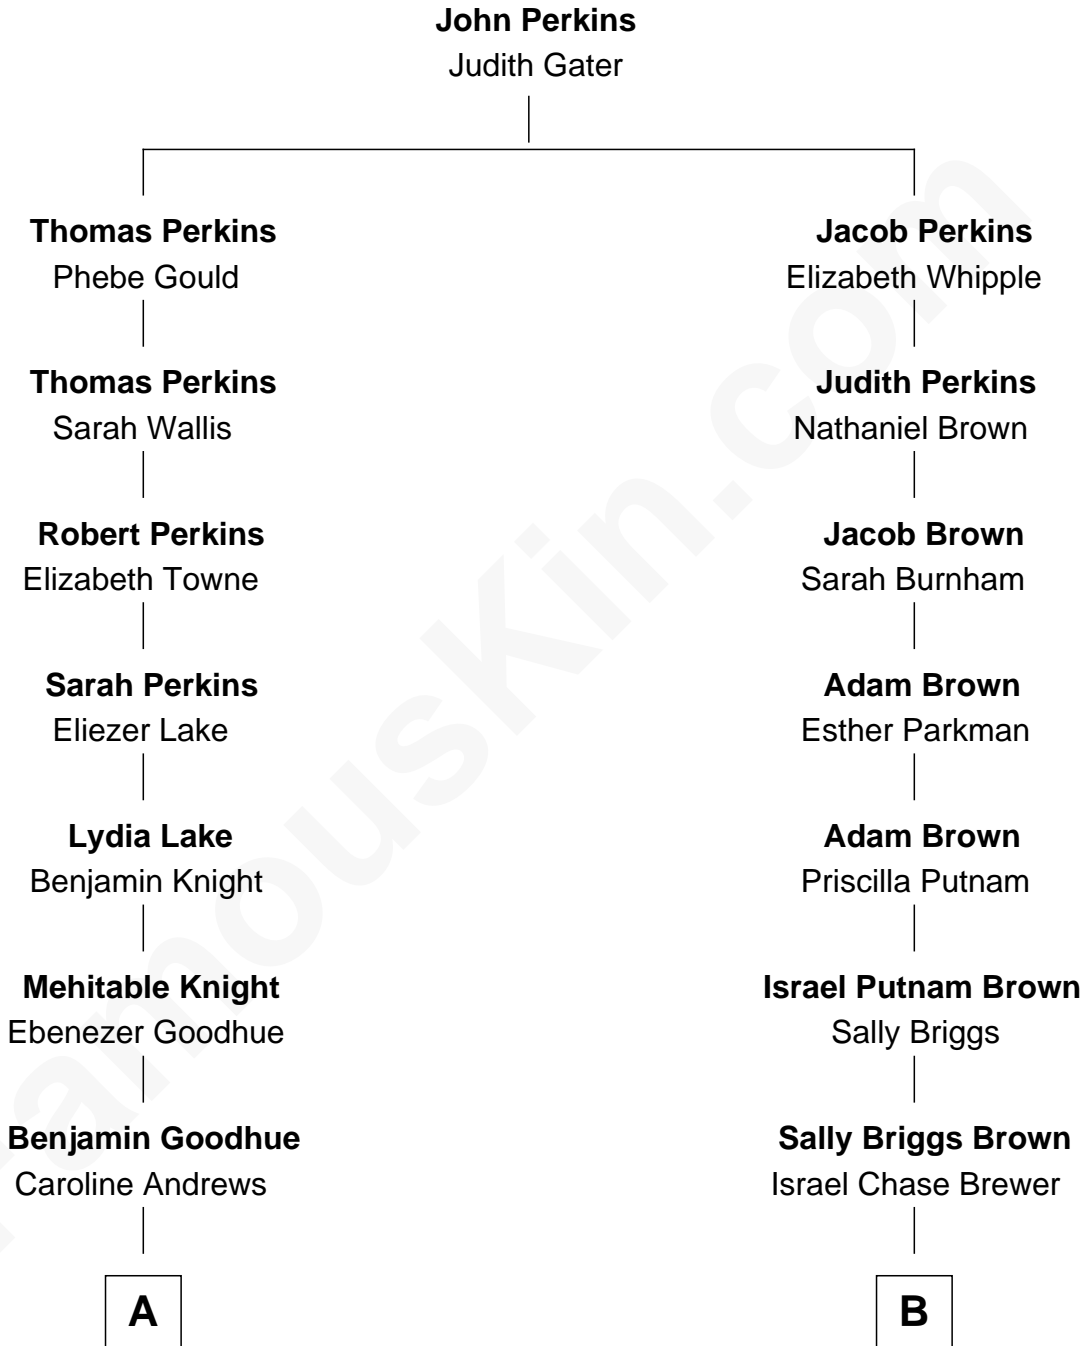 John Perkins
Judith Gater
Thomas Perkins
Phebe Gould
Thomas Perkins
Sarah Wallis
Robert Perkins
Elizabeth Towne
Sarah Perkins
Eliezer Lake
Lydia Lake
Benjamin Knight
Mehitable Knight
Ebenezer Goodhue
Benjamin Goodhue
Caroline Andrews
A
Jacob Perkins
Elizabeth Whipple
Judith Perkins
Nathaniel Brown
Jacob Brown
Sarah Burnham
Adam Brown
Esther Parkman
Adam Brown
Priscilla Putnam
Israel Putnam Brown
Sally Briggs
Sally Briggs Brown
Israel Chase Brewer
B
FamousKin.com